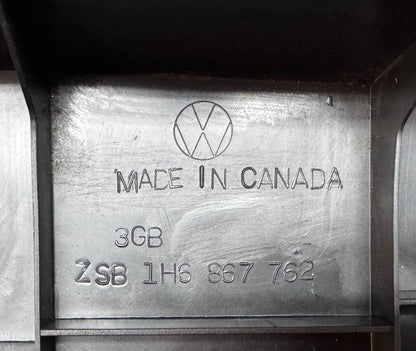 MADE IN CANADA
3GB
ZSB 1H6 867 762